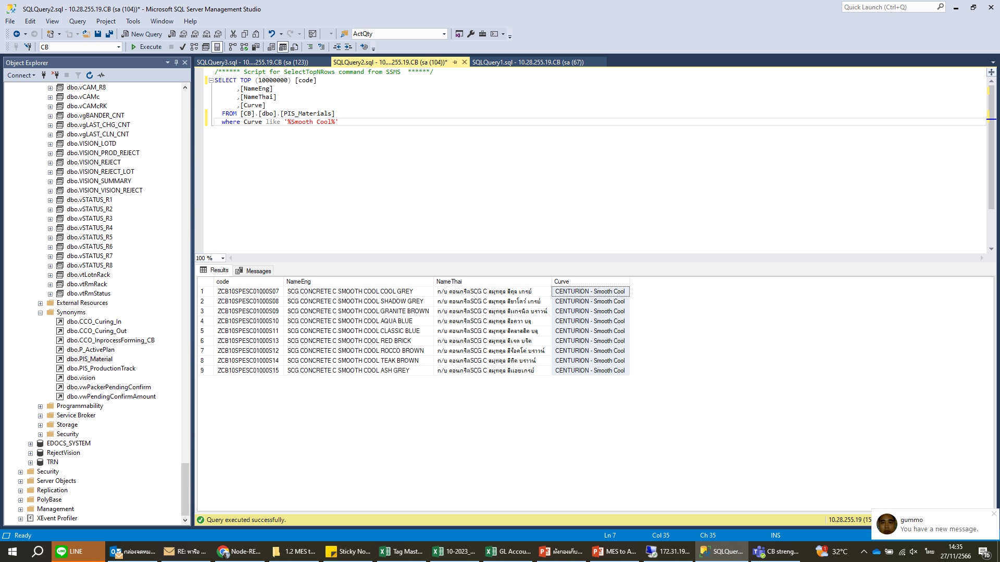 SQLQuery2.sql - 10.28.255.19.CB (sa (104))* - Microsoft SQL Server Management Studio
Quick Launch (Ctrl+Q)
File Edit View Query Project Tools Window Help
New Query
ActQty
CB
Execute
Object Explorer
SQLQuery3.sql - 10....255.19.CB (sa (123))
SQLQuery2.sql - 10....255.19.CB (sa (104))*
SQLQuery1.sql - 10.28.255.19.CB (sa (67))
Connect
dbo.vCAM_R8
dbo.vCAMc
dbo.vCAMcRK
dbo.vgBANDER_CNT
dbo.vgLAST_CHG_CNT
dbo.vgLAST_CLN_CNT
dbo.VISION_LOTD
dbo.VISION_PROD_REJECT
dbo.VISION_REJECT
dbo.VISION_REJECT_LOT
dbo.VISION_SUMMARY
dbo.VISION_VISION_REJECT
dbo.vSTATUS_R1
dbo.vSTATUS_R2
dbo.vSTATUS_R3
dbo.vSTATUS_R4
dbo.vSTATUS_R5
dbo.vSTATUS_R6
dbo.vSTATUS_R7
dbo.vSTATUS_R8
dbo.vtLotnRack
dbo.vtRmRack
dbo.vtRmStatus
External Resources
Synonyms
dbo.CCO_Curing_In
dbo.CCO_Curing_Out
dbo.CCO_InprocessForming_CB
dbo.P_ActivePlan
dbo.PIS_Material
dbo.PIS_ProductionTrack
dbo.vision
dbo.vwPackerPendingConfirm
dbo.vwPendingConfirmAmount
Programmability
Service Broker
Storage
Security
EDOCS_SYSTEM
RejectVision
TRN
Security
Server Objects
Replication
PolyBase
Management
XEvent Profiler
/****** Script for SelectTopNRows command from SSMS ******/
SELECT TOP (10000000) [code]
,[NameEng]
,[NameThai]
,[Curve]
FROM [CB].[dbo].[PIS_Materials]
where Curve like '%Smooth Cool%'
100 %
Results Messages
code NameEng NameThai Curve
1 ZCB10SPESC01000S07 SCG CONCRETE C SMOOTH COOL COOL GREY ก/บ คอนกรีตSCG C สมูทคูล สีคูล เกรย์ CENTURION - Smooth Cool
2 ZCB10SPESC01000S08 SCG CONCRETE C SMOOTH COOL SHADOW GREY ก/บ คอนกรีตSCG C สมูทคูล สีชาโดว์ เกรย์ CENTURION - Smooth Cool
3 ZCB10SPESC01000S09 SCG CONCRETE C SMOOTH COOL GRANITE BROWN ก/บ คอนกรีตSCG C สมูทคูล สีแกรนิต บราวน์ CENTURION - Smooth Cool
4 ZCB10SPESC01000S10 SCG CONCRETE C SMOOTH COOL AQUA BLUE ก/บ คอนกรีตSCG C สมูทคูล สีอควา บลู CENTURION - Smooth Cool
5 ZCB10SPESC01000S11 SCG CONCRETE C SMOOTH COOL CLASSIC BLUE ก/บ คอนกรีตSCG C สมูทคูล สีคลาสสิค บลู CENTURION - Smooth Cool
6 ZCB10SPESC01000S13 SCG CONCRETE C SMOOTH COOL RED BRICK ก/บ คอนกรีตSCG C สมูทคูล สีเรด บริค CENTURION - Smooth Cool
7 ZCB10SPESC01000S12 SCG CONCRETE C SMOOTH COOL ROCCO BROWN ก/บ คอนกรีตSCG C สมูทคูล สีร็อคโค่ บราวน์ CENTURION - Smooth Cool
8 ZCB10SPESC01000S14 SCG CONCRETE C SMOOTH COOL TEAK BROWN ก/บ คอนกรีตSCG C สมูทคูล สีทีค บราวน์ CENTURION - Smooth Cool
9 ZCB10SPESC01000S15 SCG CONCRETE C SMOOTH COOL ASH GREY ก/บ คอนกรีตSCG C สมูทคูล สีแอชเกรย์ CENTURION - Smooth Cool
Query executed successfully.
10.28.255.19 (15
gummo
You have a new message.
Ready
Ln 7 Col 35 Ch 35 INS
LINE
กล่องจดหม...
RE: หารือ ...
Node-RE...
1.2 MES t...
Sticky No...
Tag Mast...
10-2023_...
GL Accou...
ผังกองเก็บ...
MES to A...
172.31.19...
SQLQuer...
CB streng...
1
32°C
ไทย
14:35
27/11/2566
16